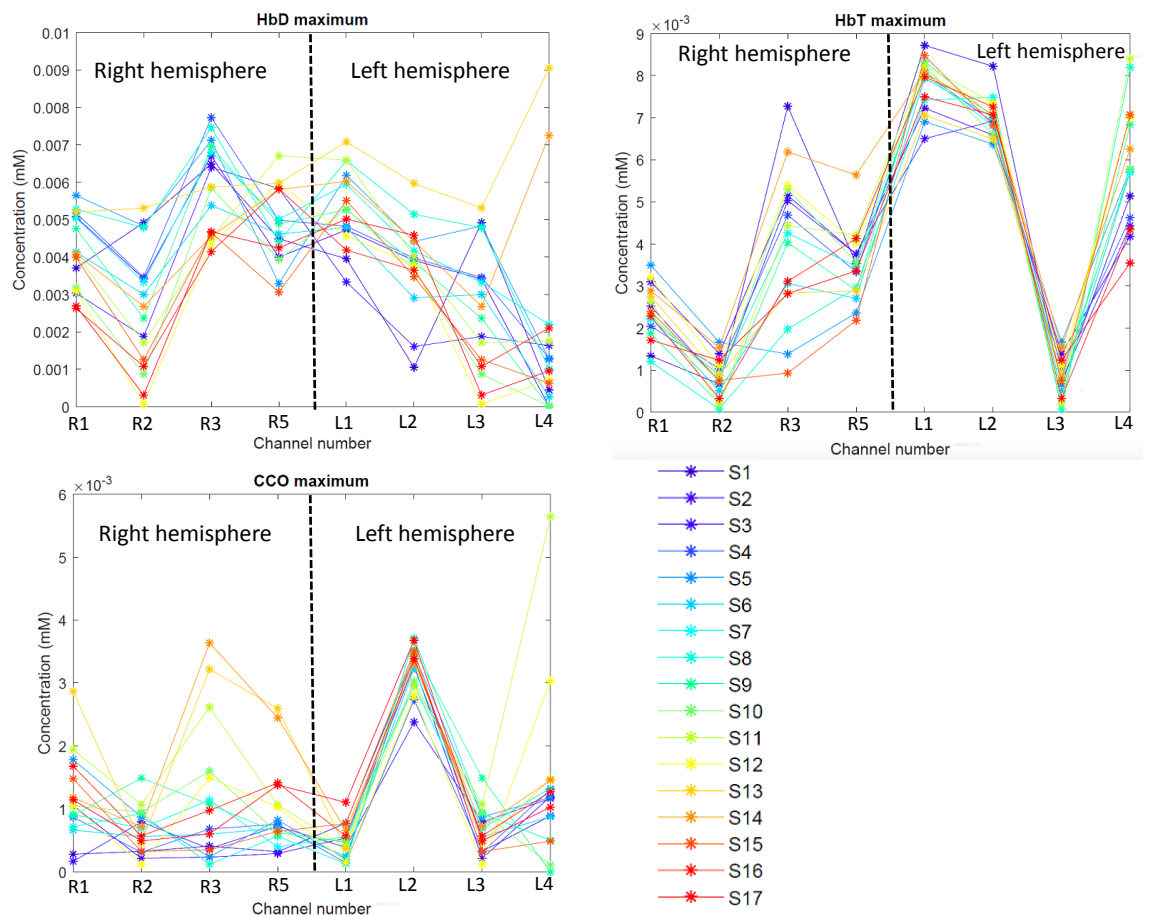 HbD maximum
Right hemisphere
Left hemisphere
0.01
0.009
0.008
0.007
0.006
0.005
0.004
0.003
0.002
0.001
0
Concentration (mM)
R1 R2 R3 R5 L1 L2 L3 L4
Channel number
HbT maximum
×10⁻³
Right hemisphere
Left hemisphere
9
8
7
6
5
4
3
2
1
0
Concentration (mM)
R1 R2 R3 R5 L1 L2 L3 L4
Channel number
CCO maximum
×10⁻³
Right hemisphere
Left hemisphere
6
5
4
3
2
1
0
Concentration (mM)
R1 R2 R3 R5 L1 L2 L3 L4
Channel number
S1
S2
S3
S4
S5
S6
S7
S8
S9
S10
S11
S12
S13
S14
S15
S16
S17